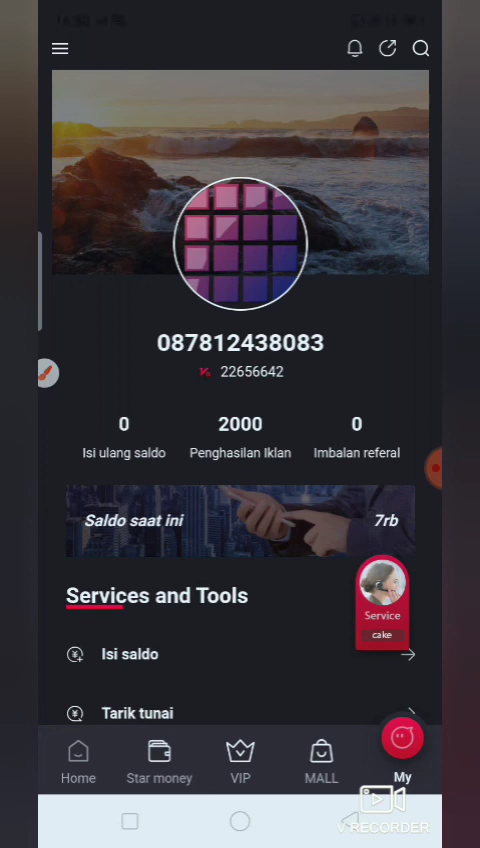 087812438083
22656642
0 2000 0
Isi ulang saldo Penghasilan Iklan Imbalan referal
Saldo saat ini 7rb
Services and Tools
Service
cake
Isi saldo
Tarik tunai
Home Star money VIP MALL My
V RECORDER